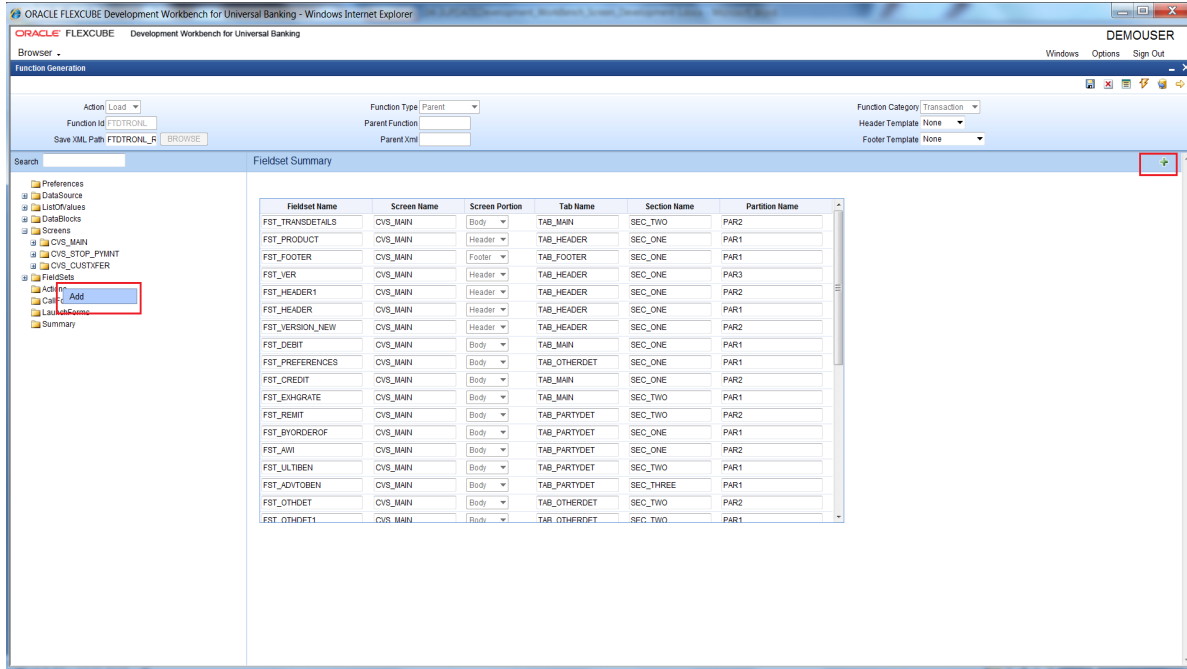 ORACLE FLEXCUBE Development Workbench for Universal Banking - Windows Internet Explorer
ORACLE FLEXCUBE Development Workbench for Universal Banking
DEMOUSER
Browser
Windows Options Sign Out
Function Generation
Action Load Function Type Parent Function Category Transaction
Function Id FTDTRONL Parent Function Header Template None
Save XML Path FTDTRONL_R BROWSE Parent Xml Footer Template None
Search
Fieldset Summary
Preferences
DataSource
ListOfValues
DataBlocks
Screens
CVS_MAIN
CVS_STOP_PYMNT
CVS_CUSTXFER
FieldSets
Actions
Add
LaunchForms
Summary
Fieldset Name Screen Name Screen Portion Tab Name Section Name Partition Name
FST_TRANSDETAILS CVS_MAIN Body TAB_MAIN SEC_TWO PAR2
FST_PRODUCT CVS_MAIN Header TAB_HEADER SEC_ONE PAR1
FST_FOOTER CVS_MAIN Footer TAB_FOOTER SEC_ONE PAR1
FST_VER CVS_MAIN Header TAB_HEADER SEC_ONE PAR3
FST_HEADER1 CVS_MAIN Header TAB_HEADER SEC_ONE PAR2
FST_HEADER CVS_MAIN Header TAB_HEADER SEC_ONE PAR1
FST_VERSION_NEW CVS_MAIN Header TAB_HEADER SEC_ONE PAR2
FST_DEBIT CVS_MAIN Body TAB_MAIN SEC_ONE PAR1
FST_PREFERENCES CVS_MAIN Body TAB_OTHERDET SEC_ONE PAR1
FST_CREDIT CVS_MAIN Body TAB_MAIN SEC_ONE PAR2
FST_EXHGRATE CVS_MAIN Body TAB_MAIN SEC_TWO PAR1
FST_REMIT CVS_MAIN Body TAB_PARTYDET SEC_TWO PAR2
FST_BYORDEROF CVS_MAIN Body TAB_PARTYDET SEC_ONE PAR1
FST_AWI CVS_MAIN Body TAB_PARTYDET SEC_ONE PAR2
FST_ULTIBEN CVS_MAIN Body TAB_PARTYDET SEC_TWO PAR1
FST_ADVTOBEN CVS_MAIN Body TAB_PARTYDET SEC_THREE PAR1
FST_OTHDET CVS_MAIN Body TAB_OTHERDET SEC_TWO PAR2
FST_OTHDET1 CVS_MAIN Body TAB_OTHERDET SEC_TWO PAR1